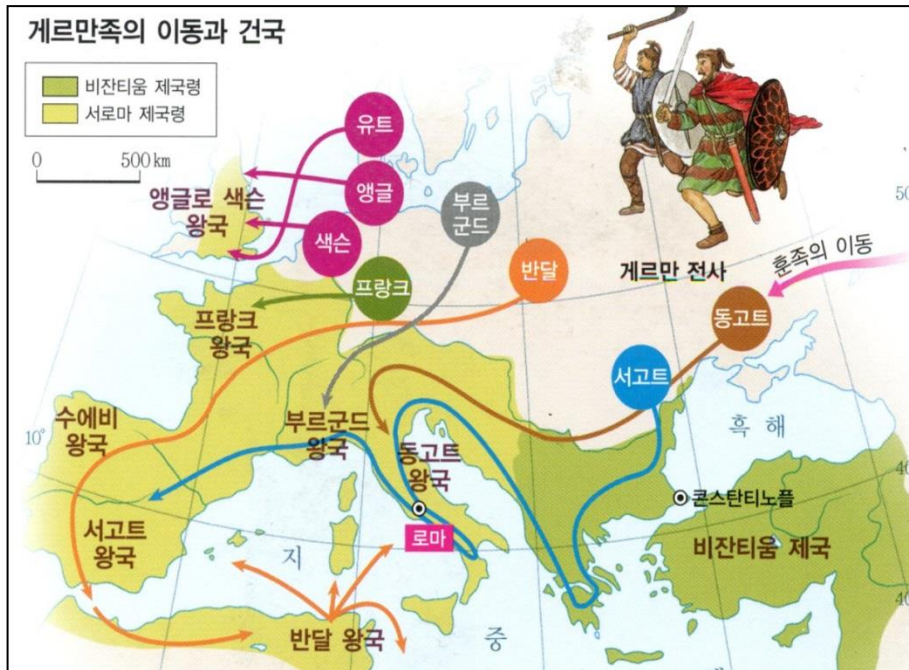 게르만족의 이동과 건국
비잔티움 제국령
서로마 제국령
0 500km
유트
앵글로 색슨
왕국
앵글
색슨
부르
군드
반달
프랑크
게르만 전사
훈족의 이동
동고트
서고트
프랑크
왕국
수에비
왕국
10°
부르군드
왕국
동고트
왕국
흑해
콘스탄티노플
서고트
왕국
로마
비잔티움 제국
지
중
반달 왕국
50
40
40